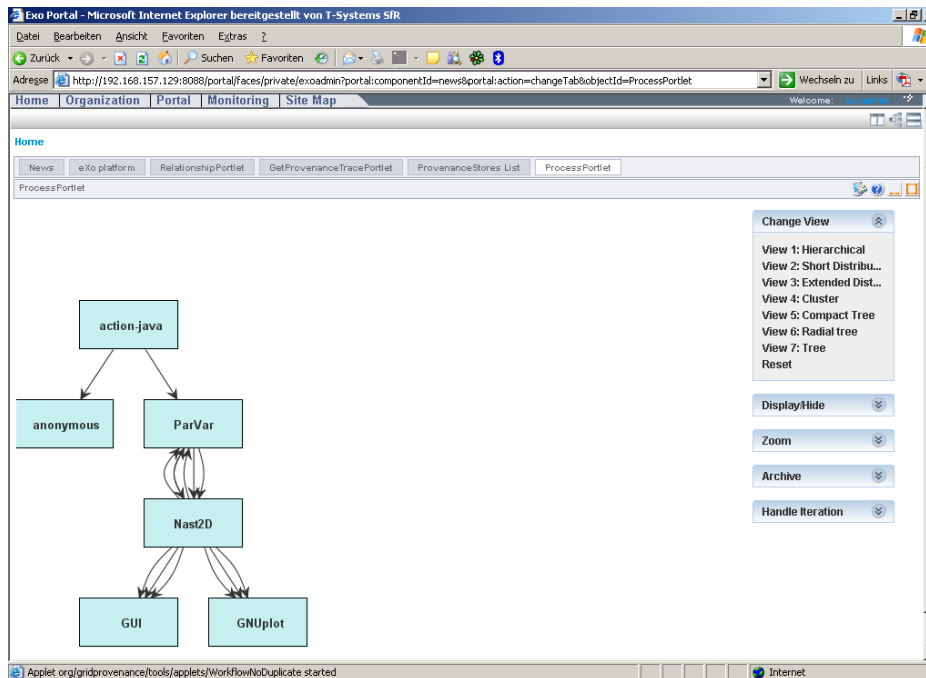 Exo Portal - Microsoft Internet Explorer bereitgestellt von T-Systems SfR
Datei Bearbeiten Ansicht Favoriten Extras ?
Zurück Suchen Favoriten
Adresse http://192.168.157.129:8088/portal/faces/private/exoadmin?portal:componentId=news&portal:action=changeTab&objectId=ProcessPortlet Wechseln zu Links
Home Organization Portal Monitoring Site Map Welcome:
Home
News eXo platform RelationshipPortlet GetProvenanceTracePortlet ProvenanceStores List ProcessPortlet
ProcessPortlet
Change View
View 1: Hierarchical
View 2: Short Distribu...
View 3: Extended Dist...
View 4: Cluster
View 5: Compact Tree
View 6: Radial tree
View 7: Tree
Reset
Display/Hide
Zoom
Archive
Handle Iteration
action-java
anonymous ParVar
Nast2D
GUI GNUplot
Applet org/gridprovenance/tools/applets/WorkflowNoDuplicate started Internet